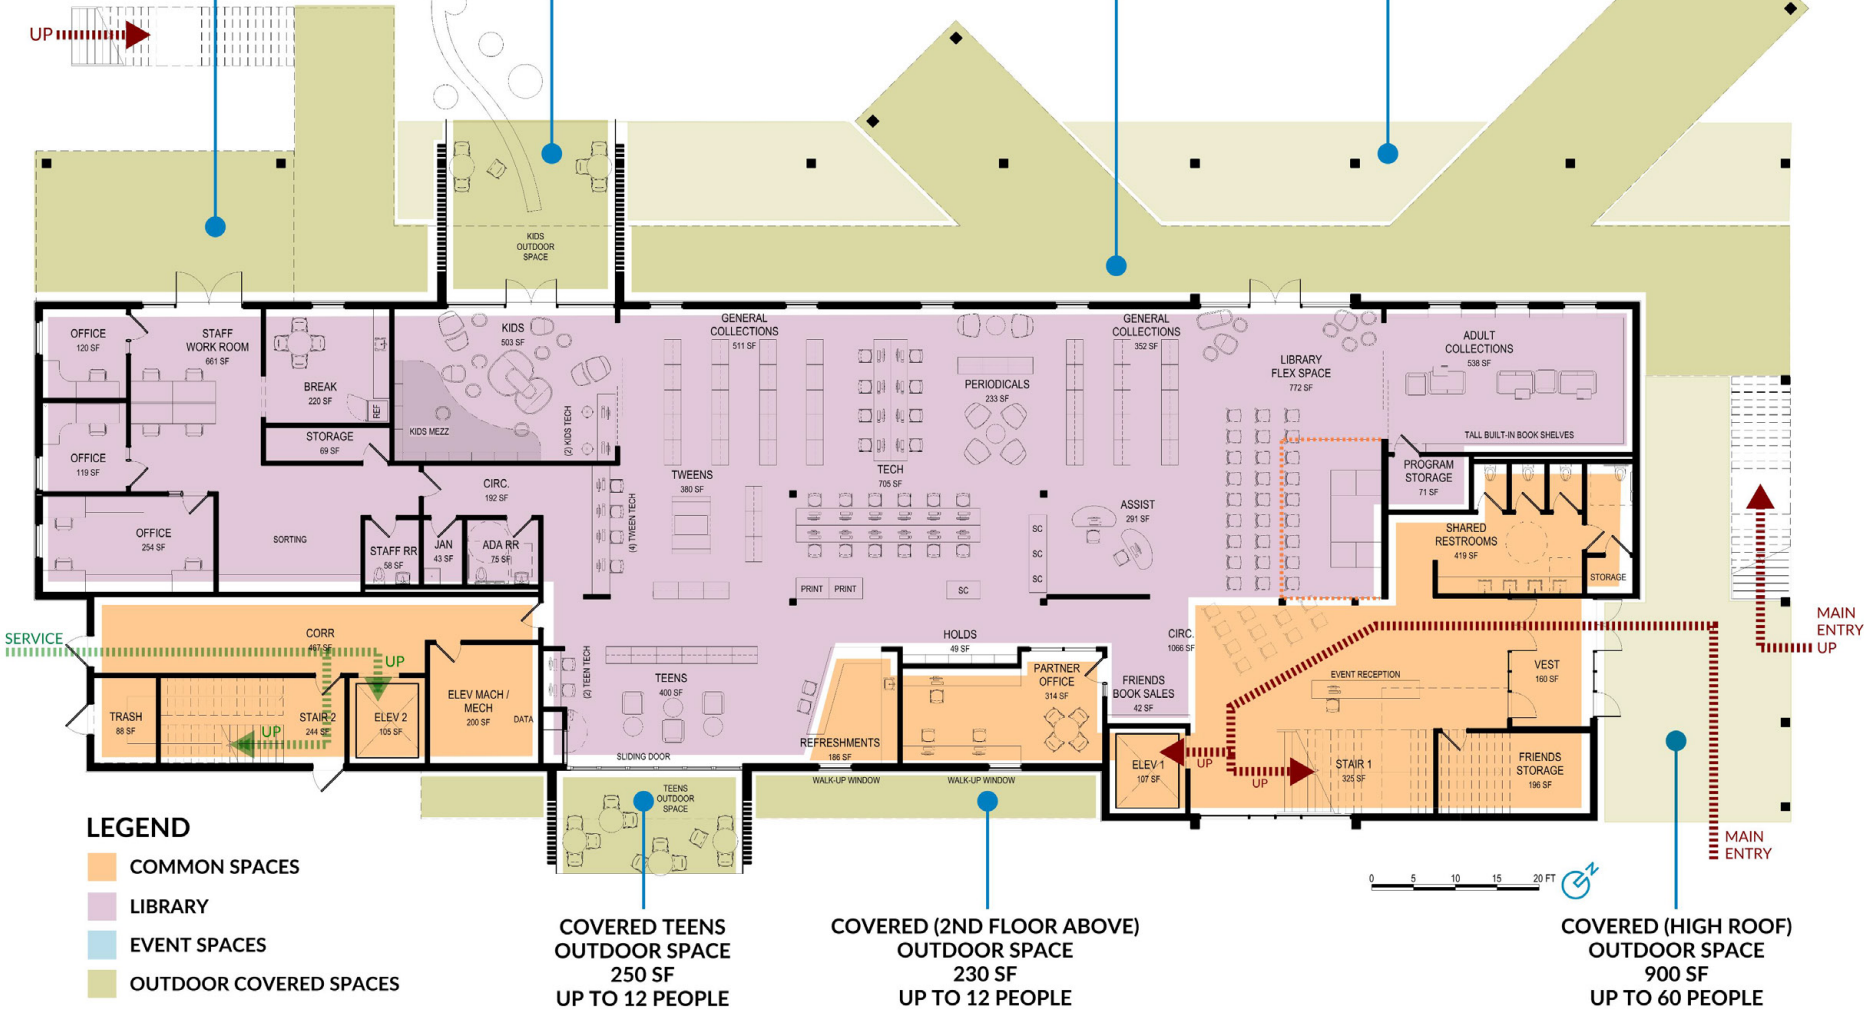 UP
KIDS
OUTDOOR
SPACE
OFFICE
120 SF
STAFF
WORK ROOM
661 SF
BREAK
220 SF
REF
KIDS
503 SF
KIDS MEZZ
(2) KIDS TECH
GENERAL
COLLECTIONS
511 SF
PERIODICALS
233 SF
GENERAL
COLLECTIONS
352 SF
LIBRARY
FLEX SPACE
772 SF
ADULT
COLLECTIONS
538 SF
TALL BUILT-IN BOOK SHELVES
OFFICE
119 SF
STORAGE
69 SF
CIRC.
192 SF
TWEENS
380 SF
TECH
705 SF
PROGRAM
STORAGE
71 SF
OFFICE
254 SF
SORTING
STAFF RR
58 SF
JAN
43 SF
ADA RR
75 SF
(4) TWEEN TECH
PRINT
PRINT
SC
SC
SC
SC
ASSIST
291 SF
SHARED
RESTROOMS
419 SF
STORAGE
MAIN
ENTRY
UP
SERVICE
CORR
467 SF
UP
HOLDS
49 SF
CIRC.
1066 SF
TRASH
88 SF
STAIR 2
244 SF
UP
ELEV 2
105 SF
ELEV MACH /
MECH
200 SF
DATA
(2) TEEN TECH
TEENS
400 SF
SLIDING DOOR
REFRESHMENTS
186 SF
PARTNER
OFFICE
314 SF
FRIENDS
BOOK SALES
42 SF
EVENT RECEPTION
VEST
160 SF
ELEV 1
107 SF
UP
UP
STAIR 1
325 SF
FRIENDS
STORAGE
196 SF
TEENS
OUTDOOR
SPACE
WALK-UP WINDOW
WALK-UP WINDOW
MAIN
ENTRY
LEGEND
COMMON SPACES
LIBRARY
EVENT SPACES
OUTDOOR COVERED SPACES
COVERED TEENS
OUTDOOR SPACE
250 SF
UP TO 12 PEOPLE
COVERED (2ND FLOOR ABOVE)
OUTDOOR SPACE
230 SF
UP TO 12 PEOPLE
0 5 10 15 20 FT
N
COVERED (HIGH ROOF)
OUTDOOR SPACE
900 SF
UP TO 60 PEOPLE